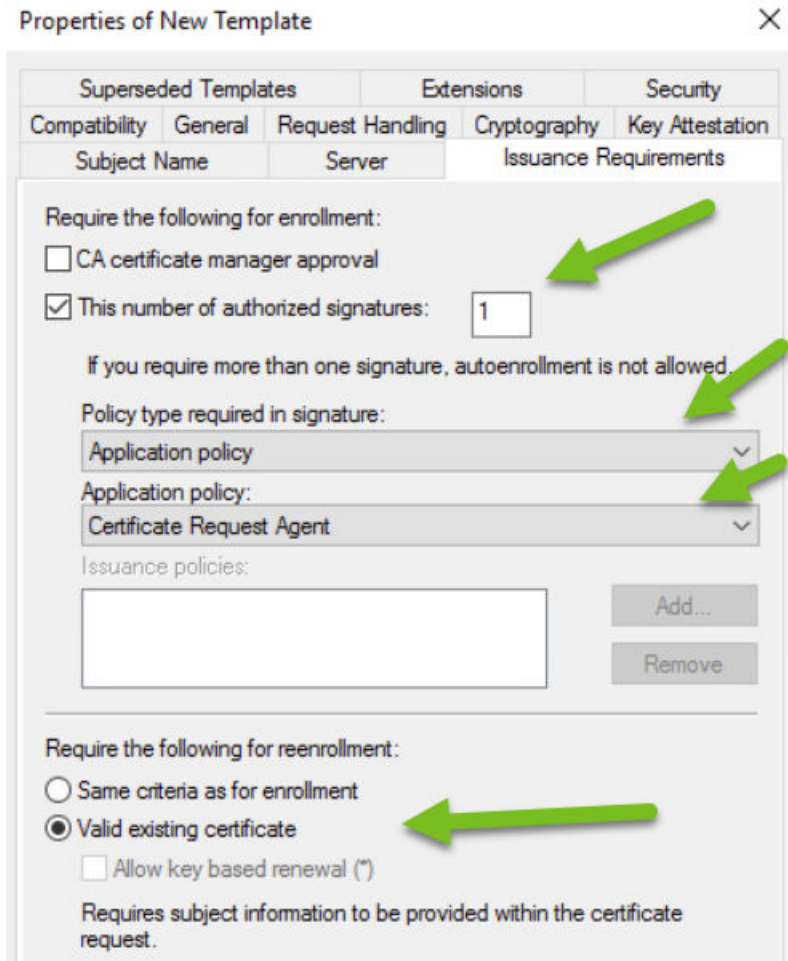 Properties of New Template
Superseded Templates Extensions Security
Compatibility General Request Handling Cryptography Key Attestation
Subject Name Server Issuance Requirements
Require the following for enrollment:
CA certificate manager approval
This number of authorized signatures: 1
If you require more than one signature, autoenrollment is not allowed.
Policy type required in signature:
Application policy
Application policy:
Certificate Request Agent
Issuance policies:
Add...
Remove
Require the following for reenrollment:
Same criteria as for enrollment
Valid existing certificate
Allow key based renewal (*)
Requires subject information to be provided within the certificate
request.